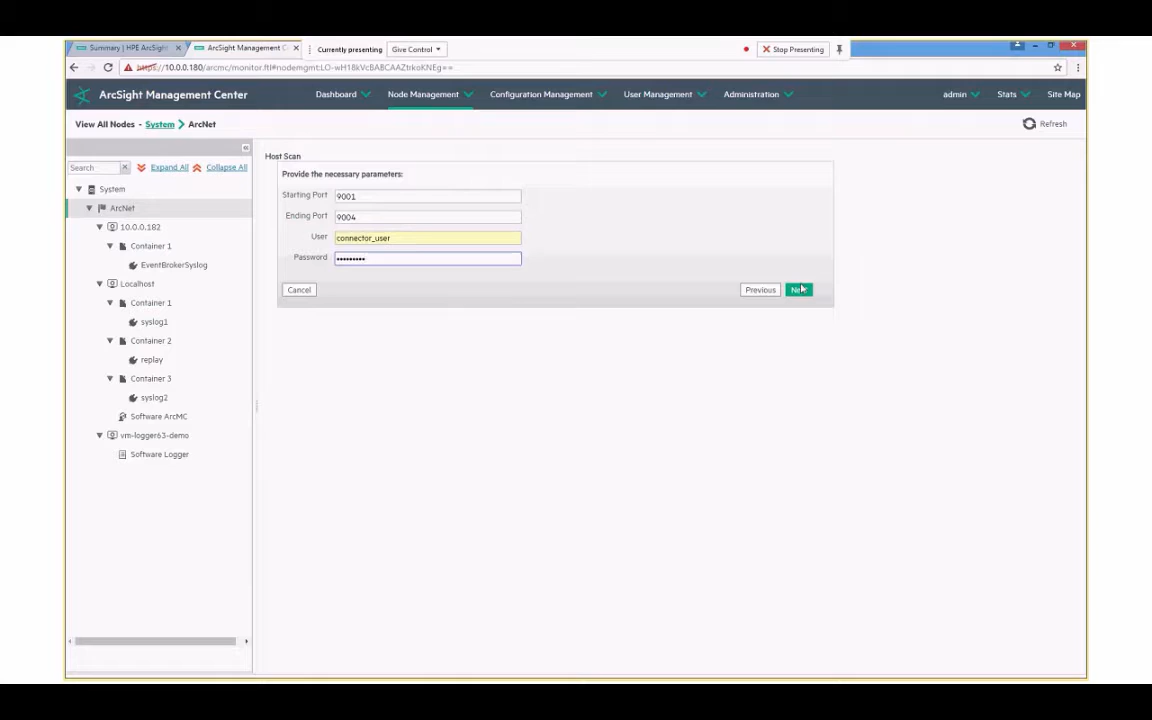 Summary | HPE ArcSight
ArcSight Management C
Currently presenting
Give Control
Stop Presenting
https://10.0.0.180/arcmc/monitor.ftl#nodemgmt:
ArcSight Management Center
Dashboard
Node Management
Configuration Management
User Management
Administration
admin
Stats
Site Map
View All Nodes - System > ArcNet
Refresh
Search
Expand All
Collapse All
System
ArcNet
10.0.0.182
Container 1
EventBrokerSyslog
Localhost
Container 1
syslog1
Container 2
replay
Container 3
syslog2
Software ArcMC
vm-logger63-demo
Software Logger
Host Scan
Provide the necessary parameters:
Starting Port 9001
Ending Port 9004
User connector_user
Password •••••••••
Cancel
Previous